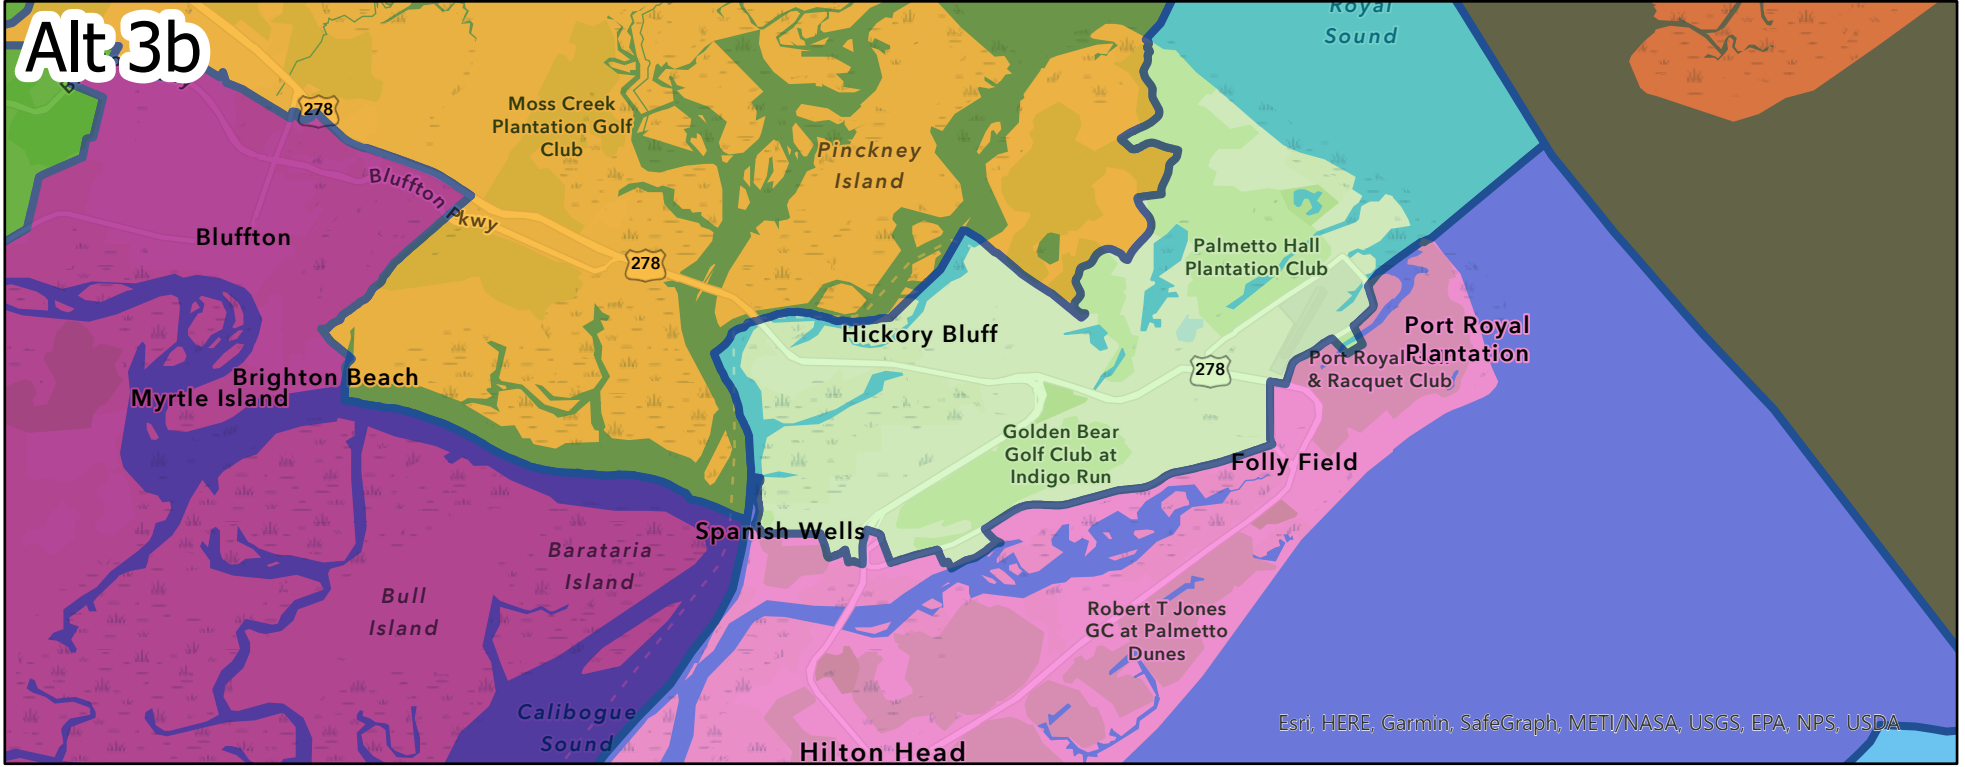 Alt 3b
Royal
Sound
278
Moss Creek
Plantation Golf
Club
Pinckney
Island
Bluffton Pkwy
Bluffton
278
Palmetto Hall
Plantation Club
Hickory Bluff
Port Royal
Plantation
Port Royal Golf
& Racquet Club
278
Brighton Beach
Myrtle Island
Golden Bear
Golf Club at
Indigo Run
Folly Field
Spanish Wells
Barataria
Island
Bull
Island
Robert T Jones
GC at Palmetto
Dunes
Calibogue
Sound
Esri, HERE, Garmin, SafeGraph, METI/NASA, USGS, EPA, NPS, USDA
Hilton Head